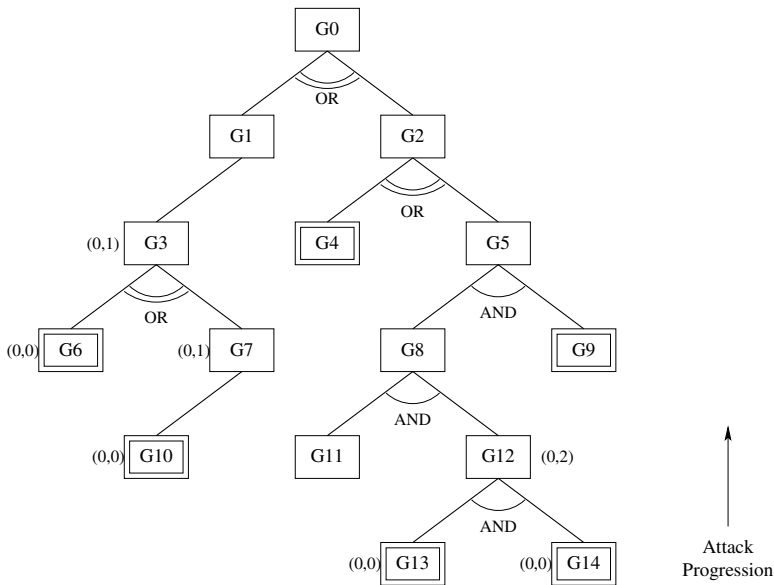 G0
OR
G1 G2
OR
(0,1) G3 G4 G5
OR AND
(0,0) G6 (0,1) G7 G8 G9
AND
(0,0) G10 G11 G12 (0,2)
AND
(0,0) G13 (0,0) G14
Attack
Progression